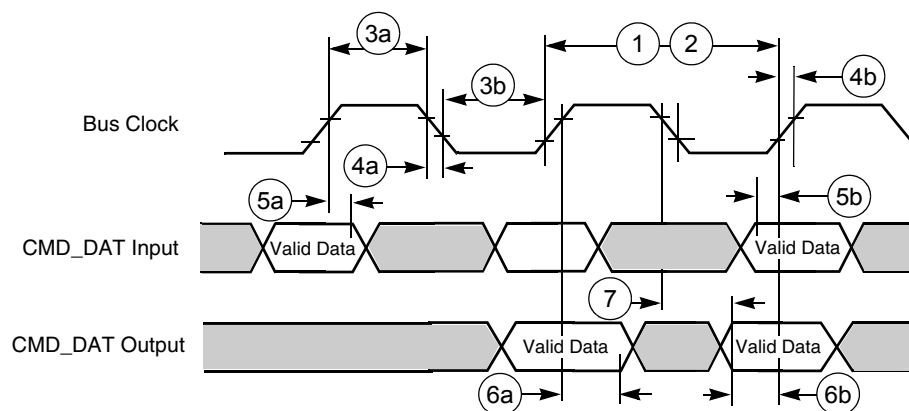 3a
1
2
3b
4b
Bus Clock
4a
5a
5b
CMD_DAT Input
Valid Data
Valid Data
7
CMD_DAT Output
Valid Data
Valid Data
6a
6b